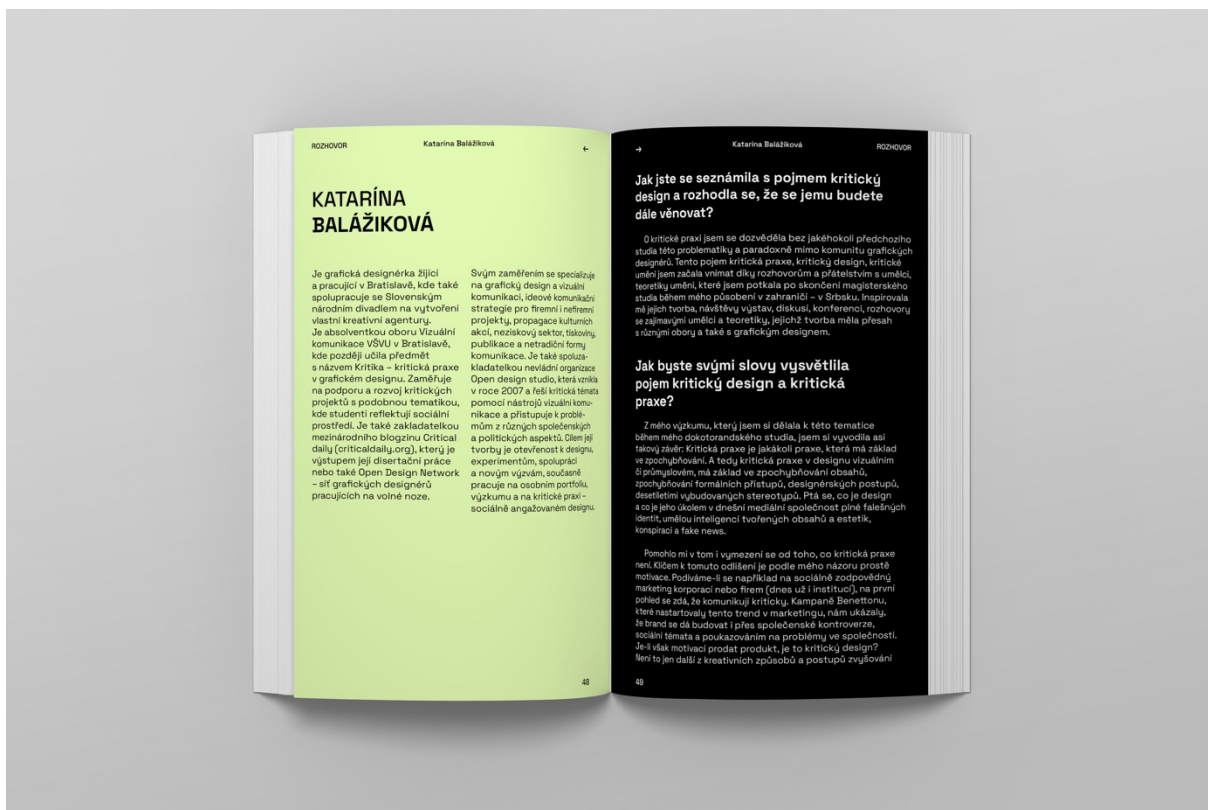 ROZHOVOR
Katarína Balážiková
←
KATARÍNA
BALÁŽIKOVÁ
Je grafická designérka žijící
a pracující v Bratislavě, kde také
spolupracuje se Slovenským
národním divadlem na vytvoření
vlastní kreativní agentury.
Je absolventkou oboru Vizuální
komunikace VŠVU v Bratislavě,
kde později učila předmět
s názvem Kritika – kritická praxe
v grafickém designu. Zaměřuje
na podporu a rozvoj kritických
projektů s podobnou tematikou,
kde studenti reflektují sociální
prostředí. Je také zakladatelkou
mezinárodního blogzinu Critical
daily (criticaldaily.org), který je
výstupem její disertační práce
nebo také Open Design Network
– síť grafických designérů
pracujících na volné noze.
Svým zaměřením se specializuje
na grafický design a vizuální
komunikaci, ideové komunikační
strategie pro firemní i nefiremní
projekty, propagace kulturních
akcí, neziskový sektor, tiskoviny,
publikace a netradiční formy
komunikace. Je také spoluza-
kladatelkou nevládní organizace
Open design studio, která vznikla
v roce 2007 a řeší kritická témata
pomocí nástrojů vizuální komu-
nikace a přistupuje k problé-
mům z různých společenských
a politických aspektů. Cílem její
tvorby je otevřenost k designu,
experimentům, spolupráci
a novým výzvám, současně
pracuje na osobním portfoliu,
výzkumu a na kritické praxi –
sociálně angažovaném designu.
48
→
Katarína Balážiková
ROZHOVOR
Jak jste se seznámila s pojmem kritický
design a rozhodla se, že se jemu budete
dále věnovat?
O kritické praxi jsem se dozvěděla bez jakéhokoli předchozího
studia této problematiky a paradoxně mimo komunitu grafických
designérů. Tento pojem kritická praxe, kritický design, kritické
umění jsem začala vnímat díky rozhovorům a přátelstvím s umělci,
teoretiky umění, které jsem potkala po skončení magisterského
studia během mého působení v zahraničí – v Srbsku. Inspirovala
mě jejich tvorba, návštěvy výstav, diskusí, konferencí, rozhovory
se zajímavými umělci a teoretiky, jejichž tvorba měla přesah
s různými obory a také s grafickým designem.
Jak byste svými slovy vysvětlila
pojem kritický design a kritická
praxe?
Z mého výzkumu, který jsem si dělala k této tematice
během mého dokotorandského studia, jsem si vyvodila asi
takový závěr: Kritická praxe je jakákoli praxe, která má základ
ve zpochybňování. A tedy kritická praxe v designu vizuálním
či průmyslovém, má základ ve zpochybňování obsahů,
zpochybňování formálních přístupů, designérských postupů,
desetiletími vybudovaných stereotypů. Ptá se, co je design
a co je jeho úkolem v dnešní mediální společnost plné falešných
identit, umělou inteligencí tvořených obsahů a estetik,
konspirací a fake news.
Pomohlo mi v tom i vymezení se od toho, co kritická praxe
není. Klíčem k tomuto odlišení je podle mého názoru prostě
motivace. Podíváme-li se například na sociálně zodpovědný
marketing korporací nebo firem (dnes už i institucí), na první
pohled se zdá, že komunikují kriticky. Kampaně Benettonu,
které nastartovaly tento trend v marketingu, nám ukázaly,
že brand se dá budovat i přes společenské kontroverze,
sociální témata a poukazováním na problémy ve společnosti.
Je-li však motivací prodat produkt, je to kritický design?
Není to jen další z kreativních způsobů a postupů zvyšování
49